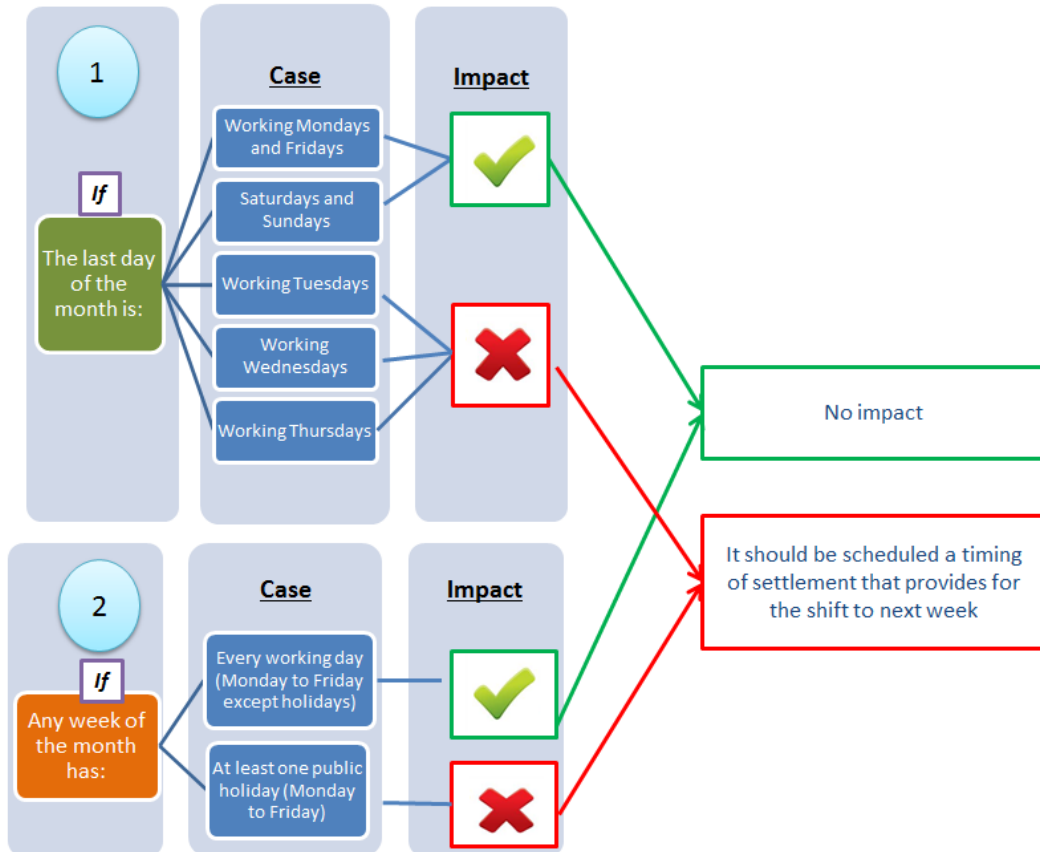 1
If
The last day
of the
month is:
Case
Working Mondays
and Fridays
Saturdays and
Sundays
Working Tuesdays
Working
Wednesdays
Working Thursdays
Impact
No impact
It should be scheduled a timing
of settlement that provides for
the shift to next week
2
If
Any week of
the month
has:
Case
Every working day
(Monday to Friday
except holidays)
At least one public
holiday (Monday
to Friday)
Impact